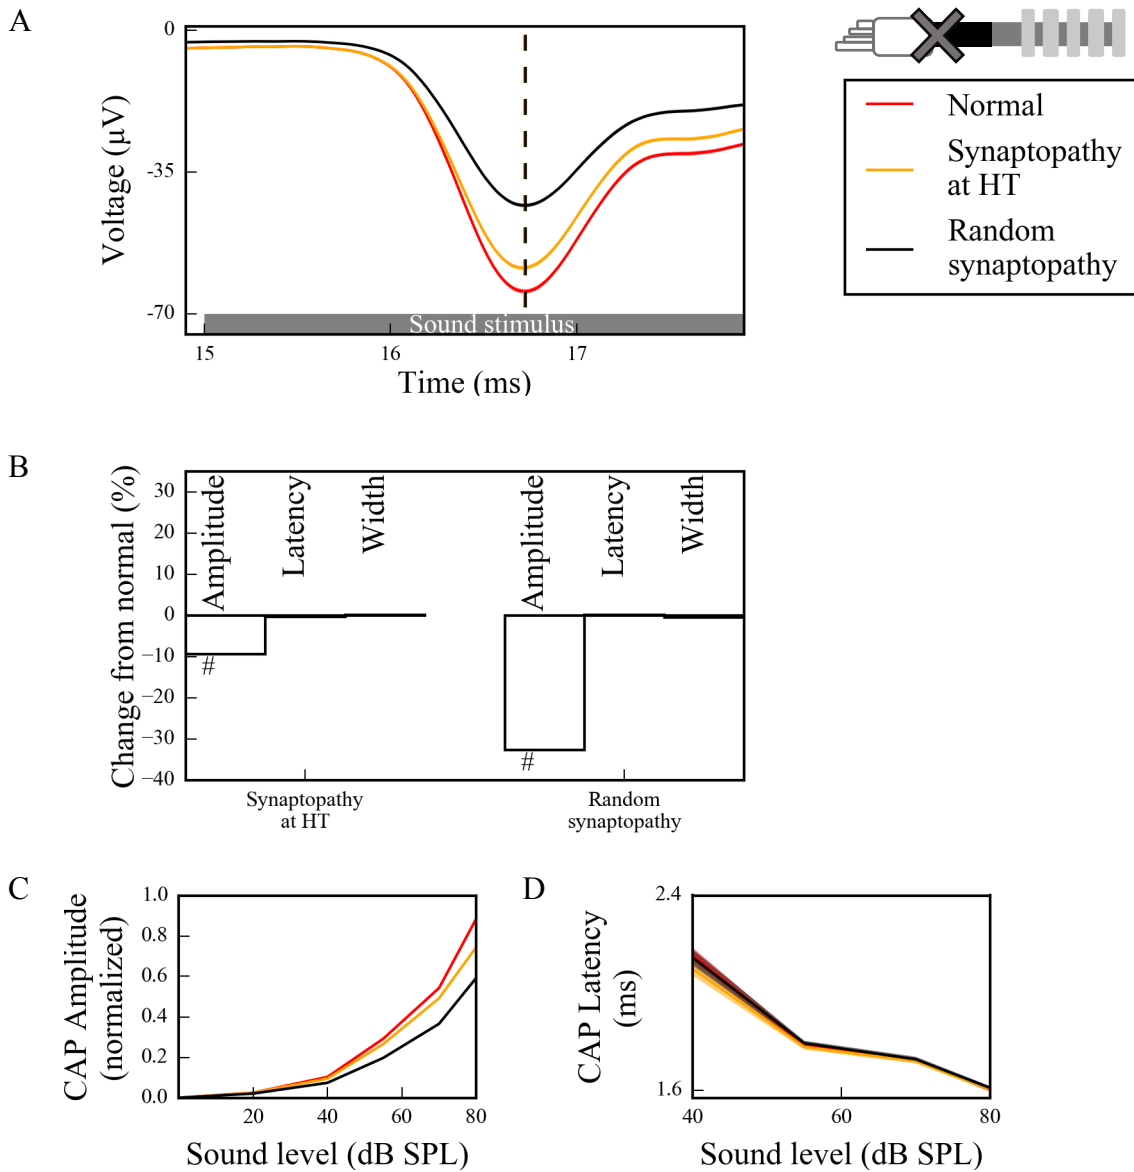 A
-0
-35
-70
Voltage (µV)
Sound stimulus
15
16
17
Time (ms)
Normal
Synaptopathy
at HT
Random
synaptopathy
B
Change from normal (%)
30
20
10
0
−10
−20
−30
−40
Amplitude
Latency
Width
Amplitude
Latency
Width
#
#
Synaptopathy
at HT
Random
synaptopathy
C
CAP Amplitude
(normalized)
1.0
0.8
0.6
0.4
0.2
0.0
20
40
60
80
Sound level (dB SPL)
D
CAP Latency
(ms)
2.4
1.6
40
60
80
Sound level (dB SPL)